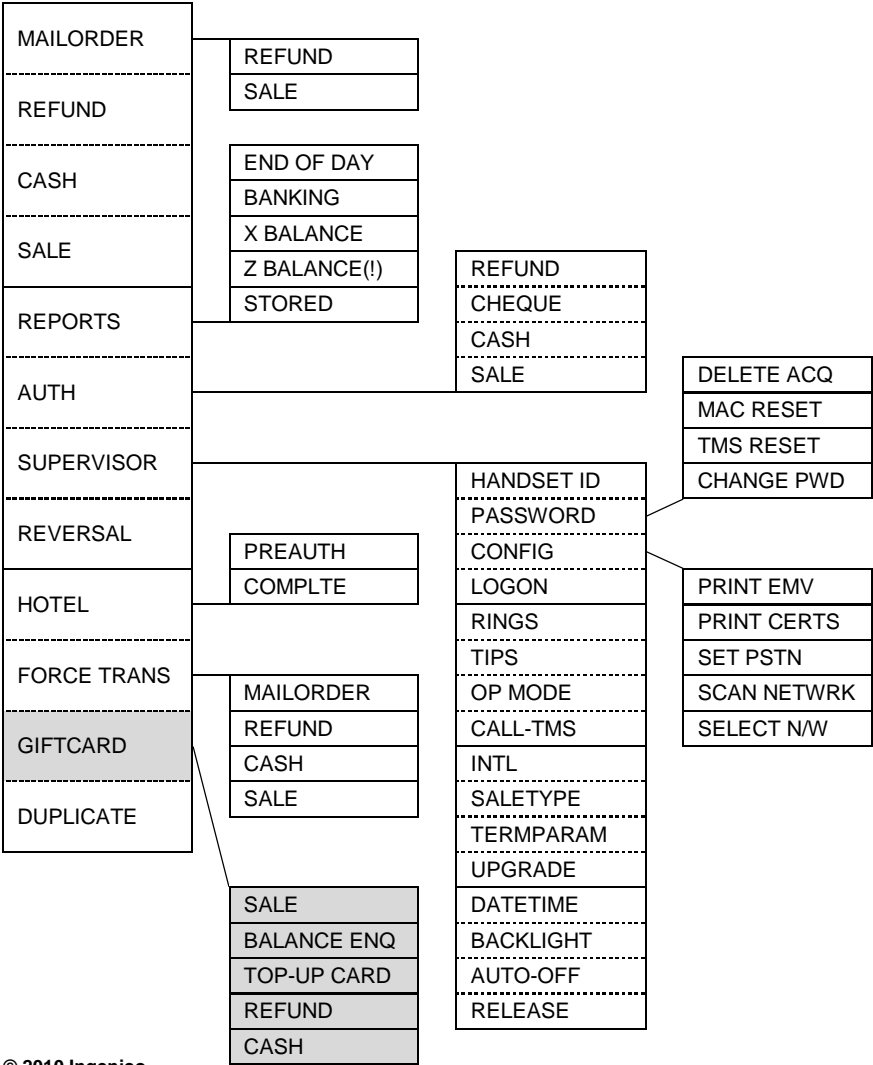 MAILORDER
REFUND
CASH
SALE
REPORTS
AUTH
SUPERVISOR
REVERSAL
HOTEL
FORCE TRANS
GIFTCARD
DUPLICATE
REFUND
SALE
END OF DAY
BANKING
X BALANCE
Z BALANCE(!)
STORED
REFUND
CHEQUE
CASH
SALE
DELETE ACQ
MAC RESET
TMS RESET
CHANGE PWD
HANDSET ID
PASSWORD
CONFIG
LOGON
RINGS
TIPS
OP MODE
CALL-TMS
INTL
SALETYPE
TERMPARAM
UPGRADE
DATETIME
BACKLIGHT
AUTO-OFF
RELEASE
PREAUTH
COMPLTE
PRINT EMV
PRINT CERTS
SET PSTN
SCAN NETWRK
SELECT N/W
MAILORDER
REFUND
CASH
SALE
SALE
BALANCE ENQ
TOP-UP CARD
REFUND
CASH
© 2010 Ingenico